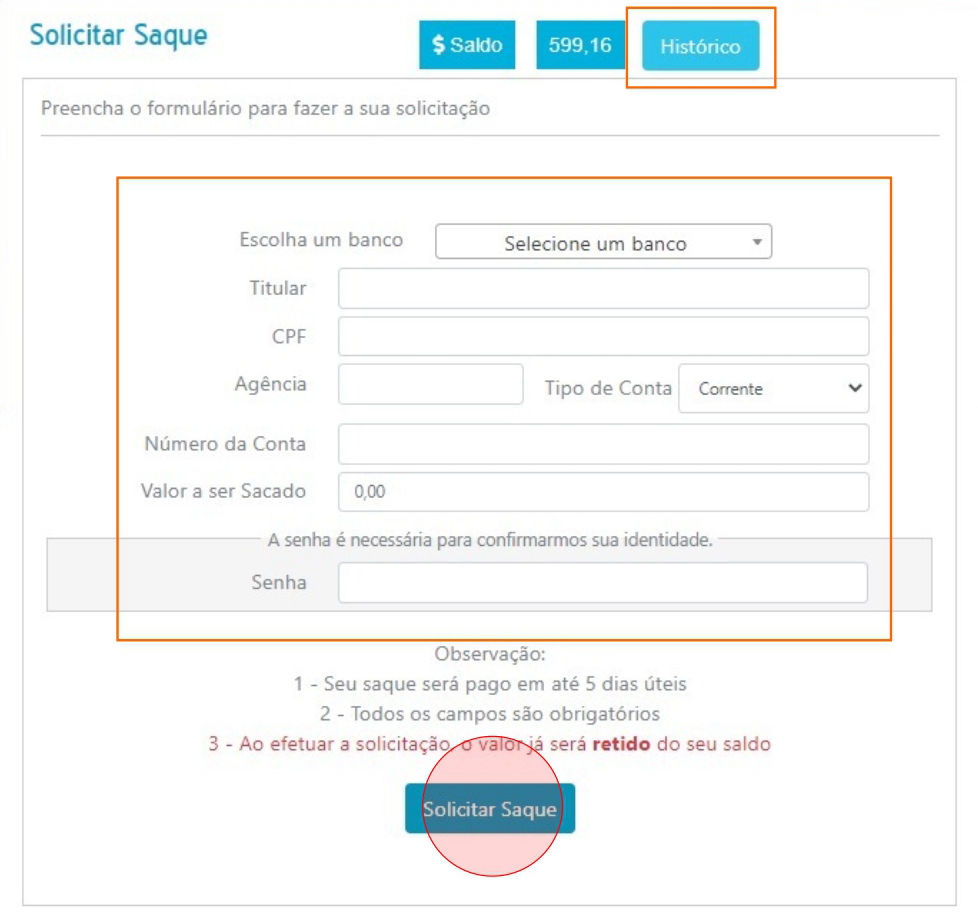 Solicitar Saque
$ Saldo
599,16
Histórico
Preencha o formulário para fazer a sua solicitação
Escolha um banco Selecione um banco
Titular
CPF
Agência Tipo de Conta Corrente
Número da Conta
Valor a ser Sacado 0,00
A senha é necessária para confirmarmos sua identidade.
Senha
Observação:
1 - Seu saque será pago em até 5 dias úteis
2 - Todos os campos são obrigatórios
3 - Ao efetuar a solicitação, o valor já será retido do seu saldo
Solicitar Saque